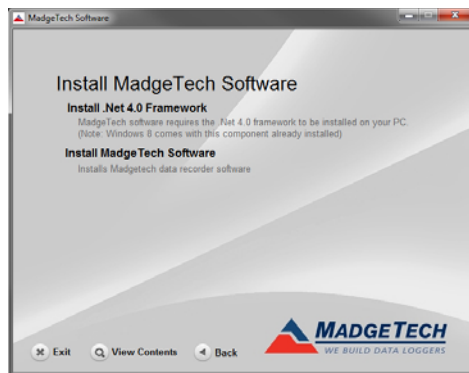 MadgeTech Software
Install MadgeTech Software
Install .Net 4.0 Framework
MadgeTech software requires the .Net 4.0 framework to be installed on your PC.
(Note: Windows 8 comes with this component already installed)
Install MadgeTech Software
Installs Madgetech data recorder software
Exit
View Contents
Back
MADGETECH
WE BUILD DATA LOGGERS